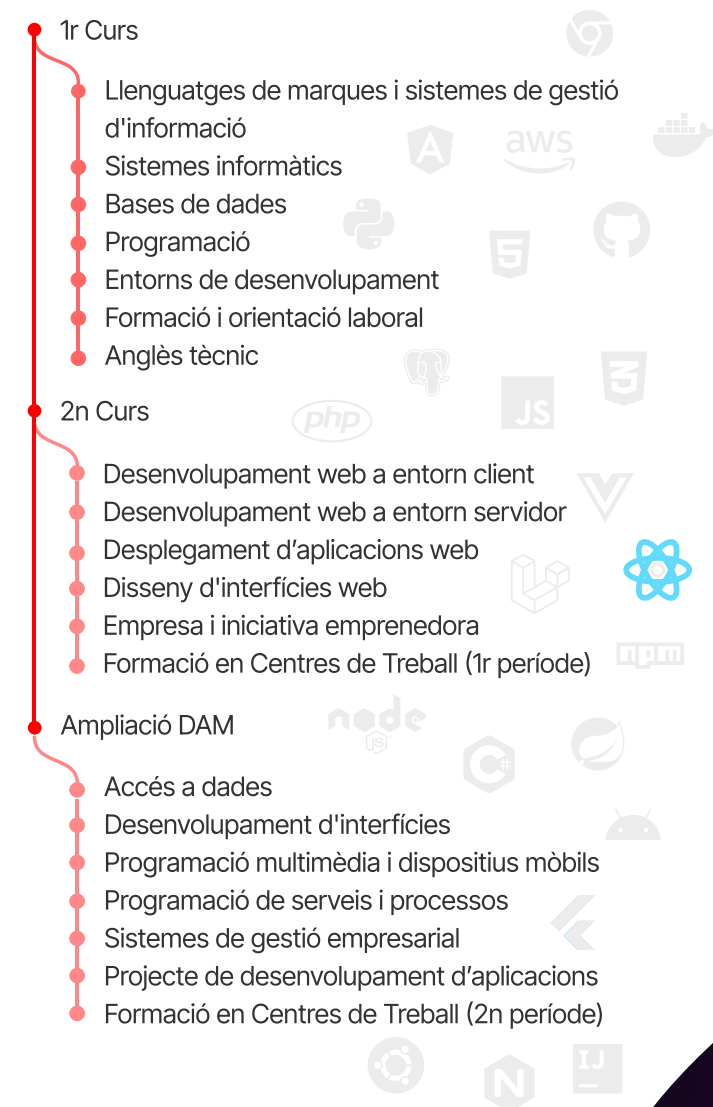 1r Curs
Llenguatges de marques i sistemes de gestió
d'informació
aws
Sistemes informàtics
Bases de dades
Programació
Entorns de desenvolupament
Formació i orientació laboral
Anglès tècnic
JS
php
2n Curs
Desenvolupament web a entorn client
Desenvolupament web a entorn servidor
Desplegament d’aplicacions web
Disseny d'interfícies web
Empresa i iniciativa emprenedora
Formació en Centres de Treball (1r període)
npm
node
JS
Ampliació DAM
C#
Accés a dades
Desenvolupament d'interfícies
Programació multimèdia i dispositius mòbils
Programació de serveis i processos
Sistemes de gestió empresarial
Projecte de desenvolupament d’aplicacions
Formació en Centres de Treball (2n període)
N
IJ